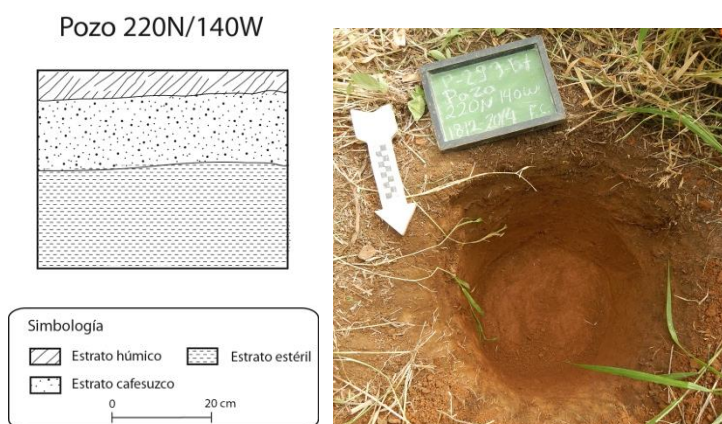 Pozo 220N/140W
Simbología
Estrato húmico
Estrato estéril
Estrato cafesuzco
0 20 cm
Pozo
220N 140W